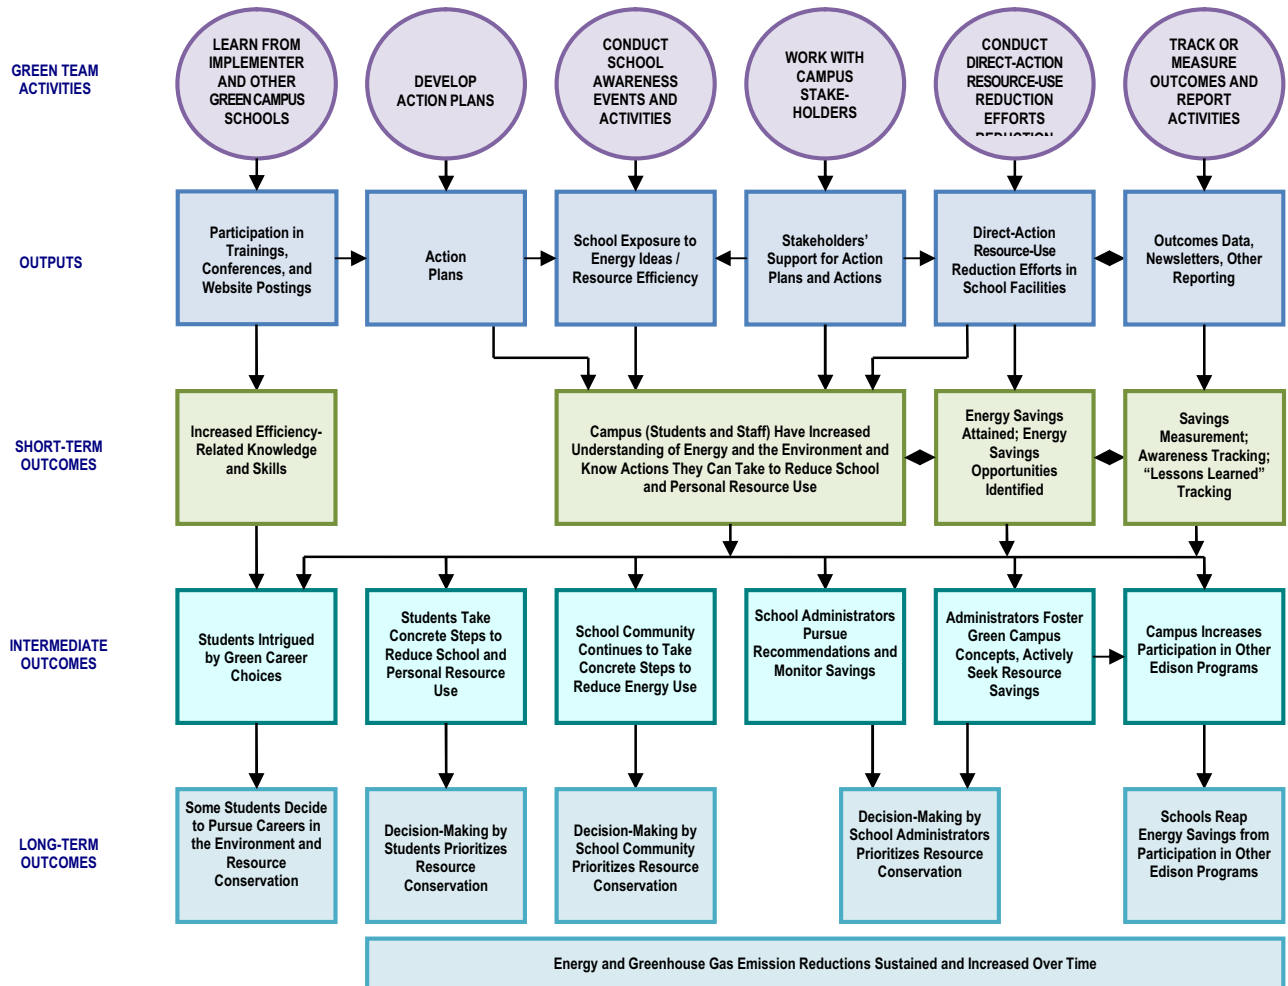 GREEN TEAM
ACTIVITIES
LEARN FROM
IMPLEMENTER
AND OTHER
GREEN CAMPUS
SCHOOLS
DEVELOP
ACTION PLANS
CONDUCT
SCHOOL
AWARENESS
EVENTS AND
ACTIVITIES
WORK WITH
CAMPUS
STAKE-
HOLDERS
CONDUCT
DIRECT-ACTION
RESOURCE-USE
REDUCTION
EFFORTS
REDUCTION
TRACK OR
MEASURE
OUTCOMES AND
REPORT
ACTIVITIES
OUTPUTS
Participation in
Trainings,
Conferences, and
Website Postings
Action
Plans
School Exposure to
Energy Ideas /
Resource Efficiency
Stakeholders’
Support for Action
Plans and Actions
Direct-Action
Resource-Use
Reduction Efforts in
School Facilities
Outcomes Data,
Newsletters, Other
Reporting
SHORT-TERM
OUTCOMES
Increased Efficiency-
Related Knowledge
and Skills
Campus (Students and Staff) Have Increased
Understanding of Energy and the Environment and
Know Actions They Can Take to Reduce School
and Personal Resource Use
Energy Savings
Attained; Energy
Savings
Opportunities
Identified
Savings
Measurement;
Awareness Tracking;
“Lessons Learned”
Tracking
INTERMEDIATE
OUTCOMES
Students Intrigued
by Green Career
Choices
Students Take
Concrete Steps to
Reduce School and
Personal Resource
Use
School Community
Continues to Take
Concrete Steps to
Reduce Energy Use
School Administrators
Pursue
Recommendations and
Monitor Savings
Administrators Foster
Green Campus
Concepts, Actively
Seek Resource
Savings
Campus Increases
Participation in Other
Edison Programs
LONG-TERM
OUTCOMES
Some Students Decide
to Pursue Careers in
the Environment and
Resource
Conservation
Decision-Making by
Students Prioritizes
Resource
Conservation
Decision-Making by
School Community
Prioritizes Resource
Conservation
Decision-Making by
School Administrators
Prioritizes Resource
Conservation
Schools Reap
Energy Savings from
Participation in Other
Edison Programs
Energy and Greenhouse Gas Emission Reductions Sustained and Increased Over Time